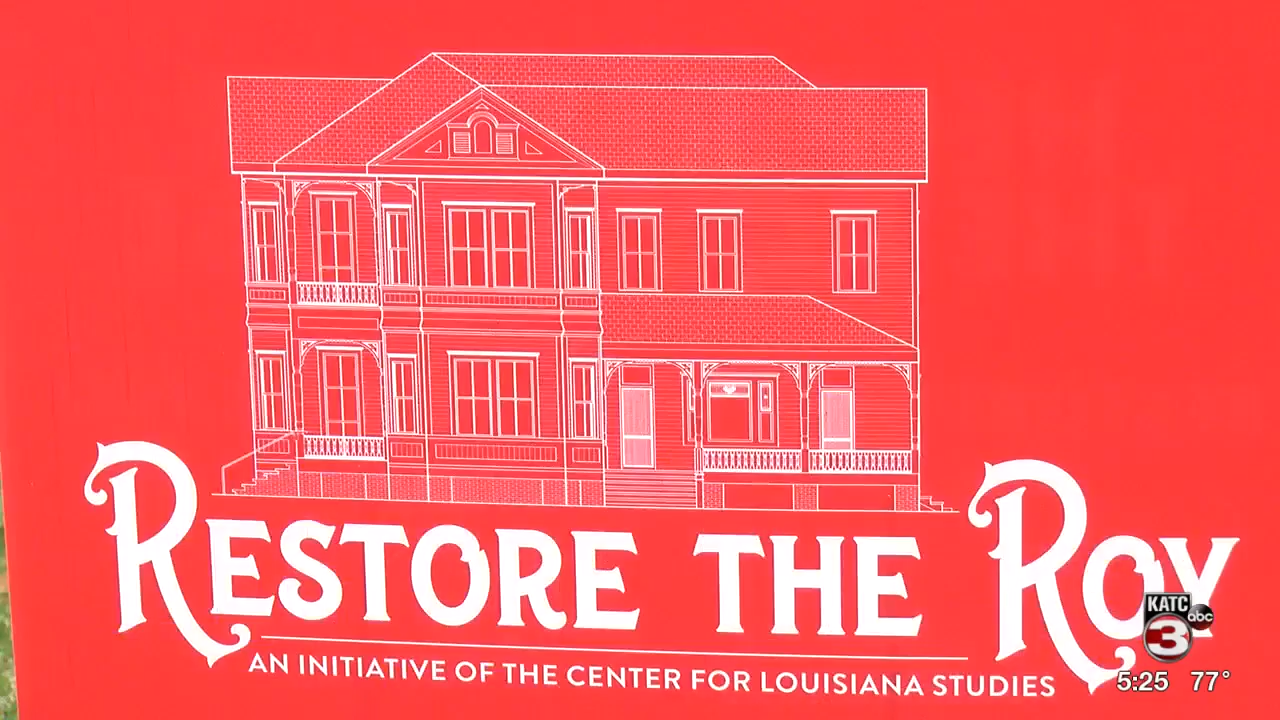 RESTORE THE ROY
AN INITIATIVE OF THE CENTER FOR LOUISIANA STUDIES
KATC
abc
3
5:25 77°